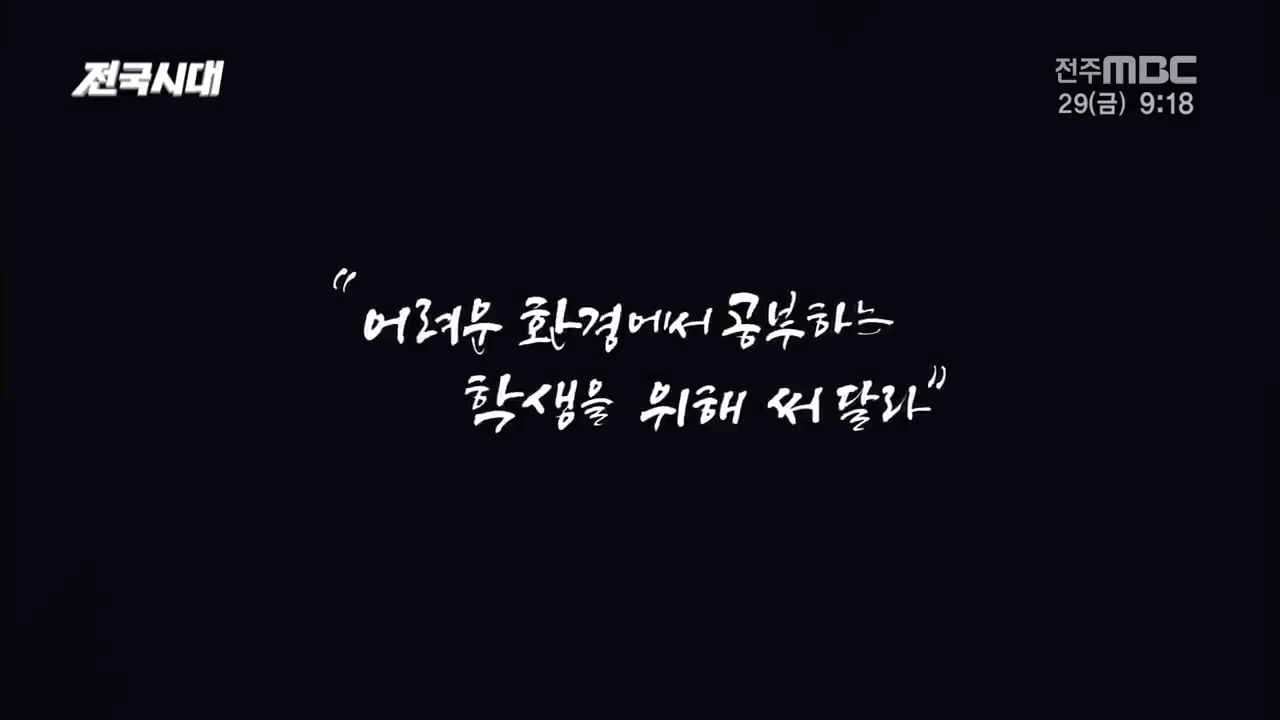 전국시대
전주MBC
29(금) 9:18
“어려운 환경에서 공부하는
학생을 위해 써 달라”